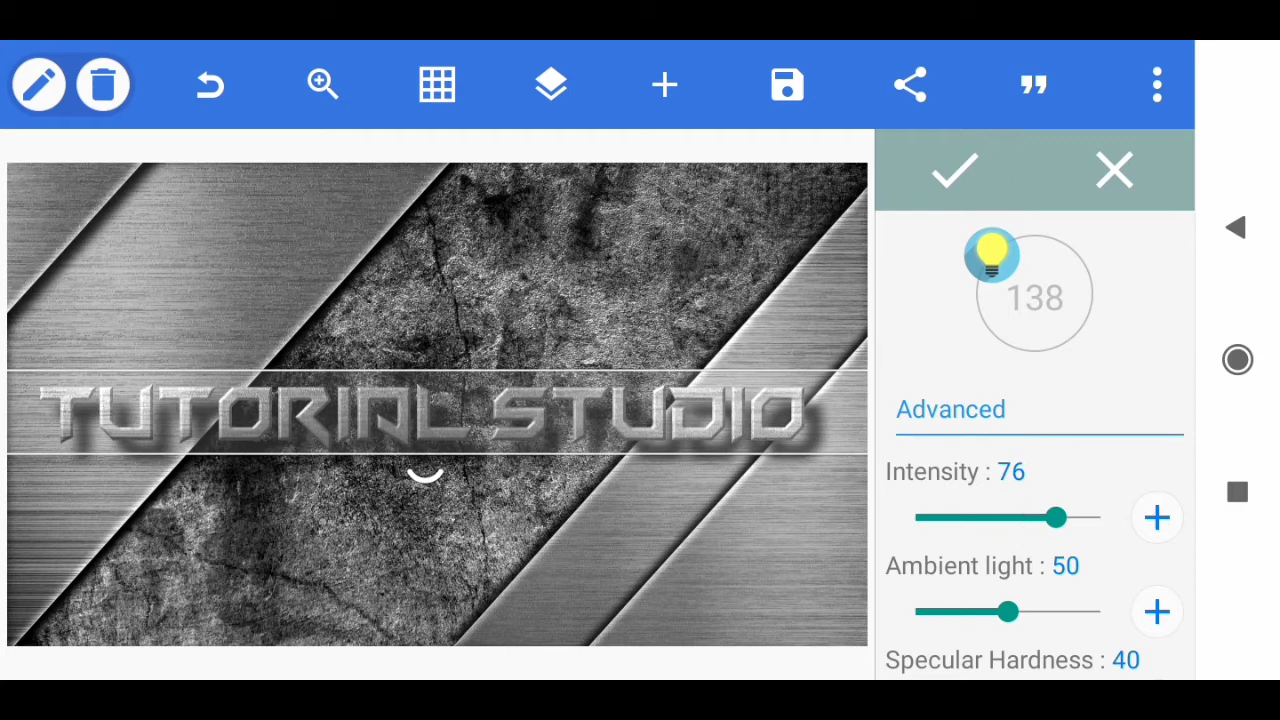 138
TUTORIAL STUDIO
Advanced
Intensity : 76
Ambient light : 50
Specular Hardness : 40